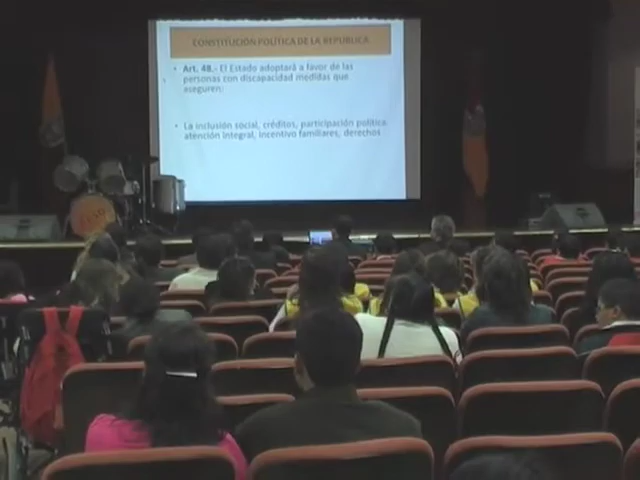 CONSTITUCIÓN POLÍTICA DE LA REPÚBLICA
• Art. 48.- El Estado adoptará a favor de las
personas con discapacidad medidas que
aseguren:
• La inclusión social, créditos, participación política
atención integral, incentivo familiares, derechos